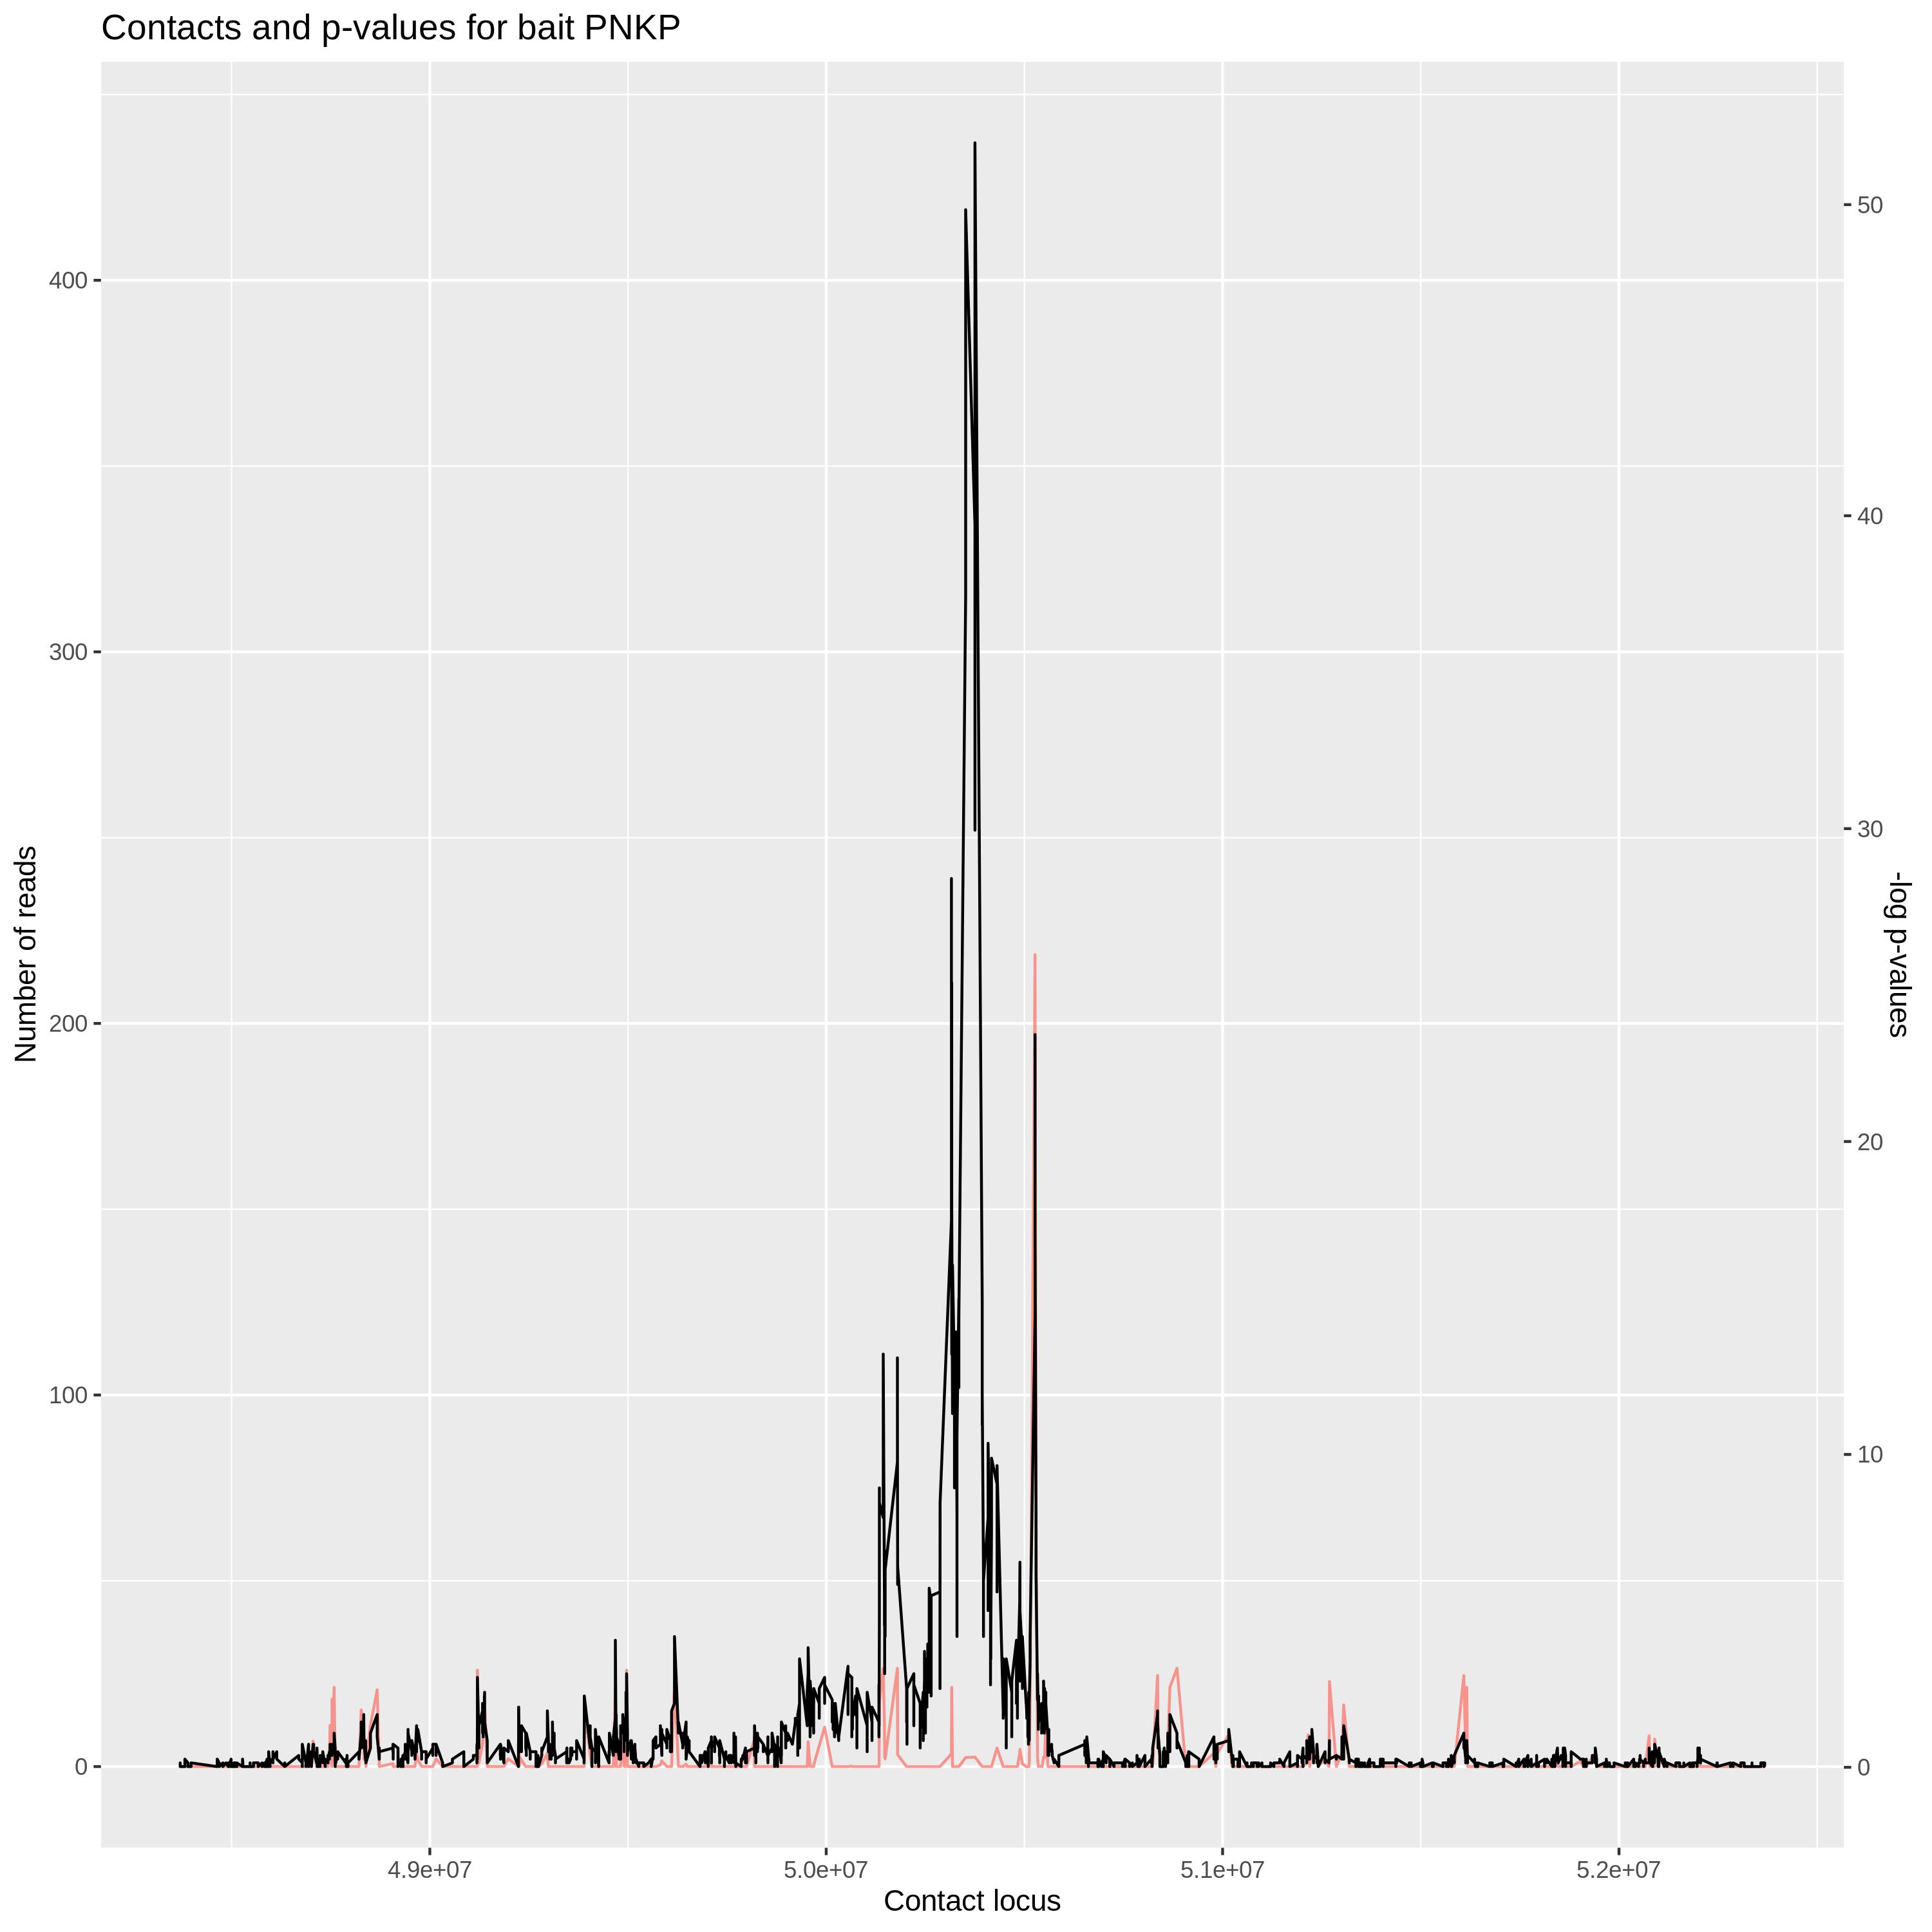 Contacts and p-values for bait PNKP
Number of reads
400
300
200
100
0
50
40
30
20
10
0
-log p-values
4.9e+07
5.0e+07
5.1e+07
5.2e+07
Contact locus